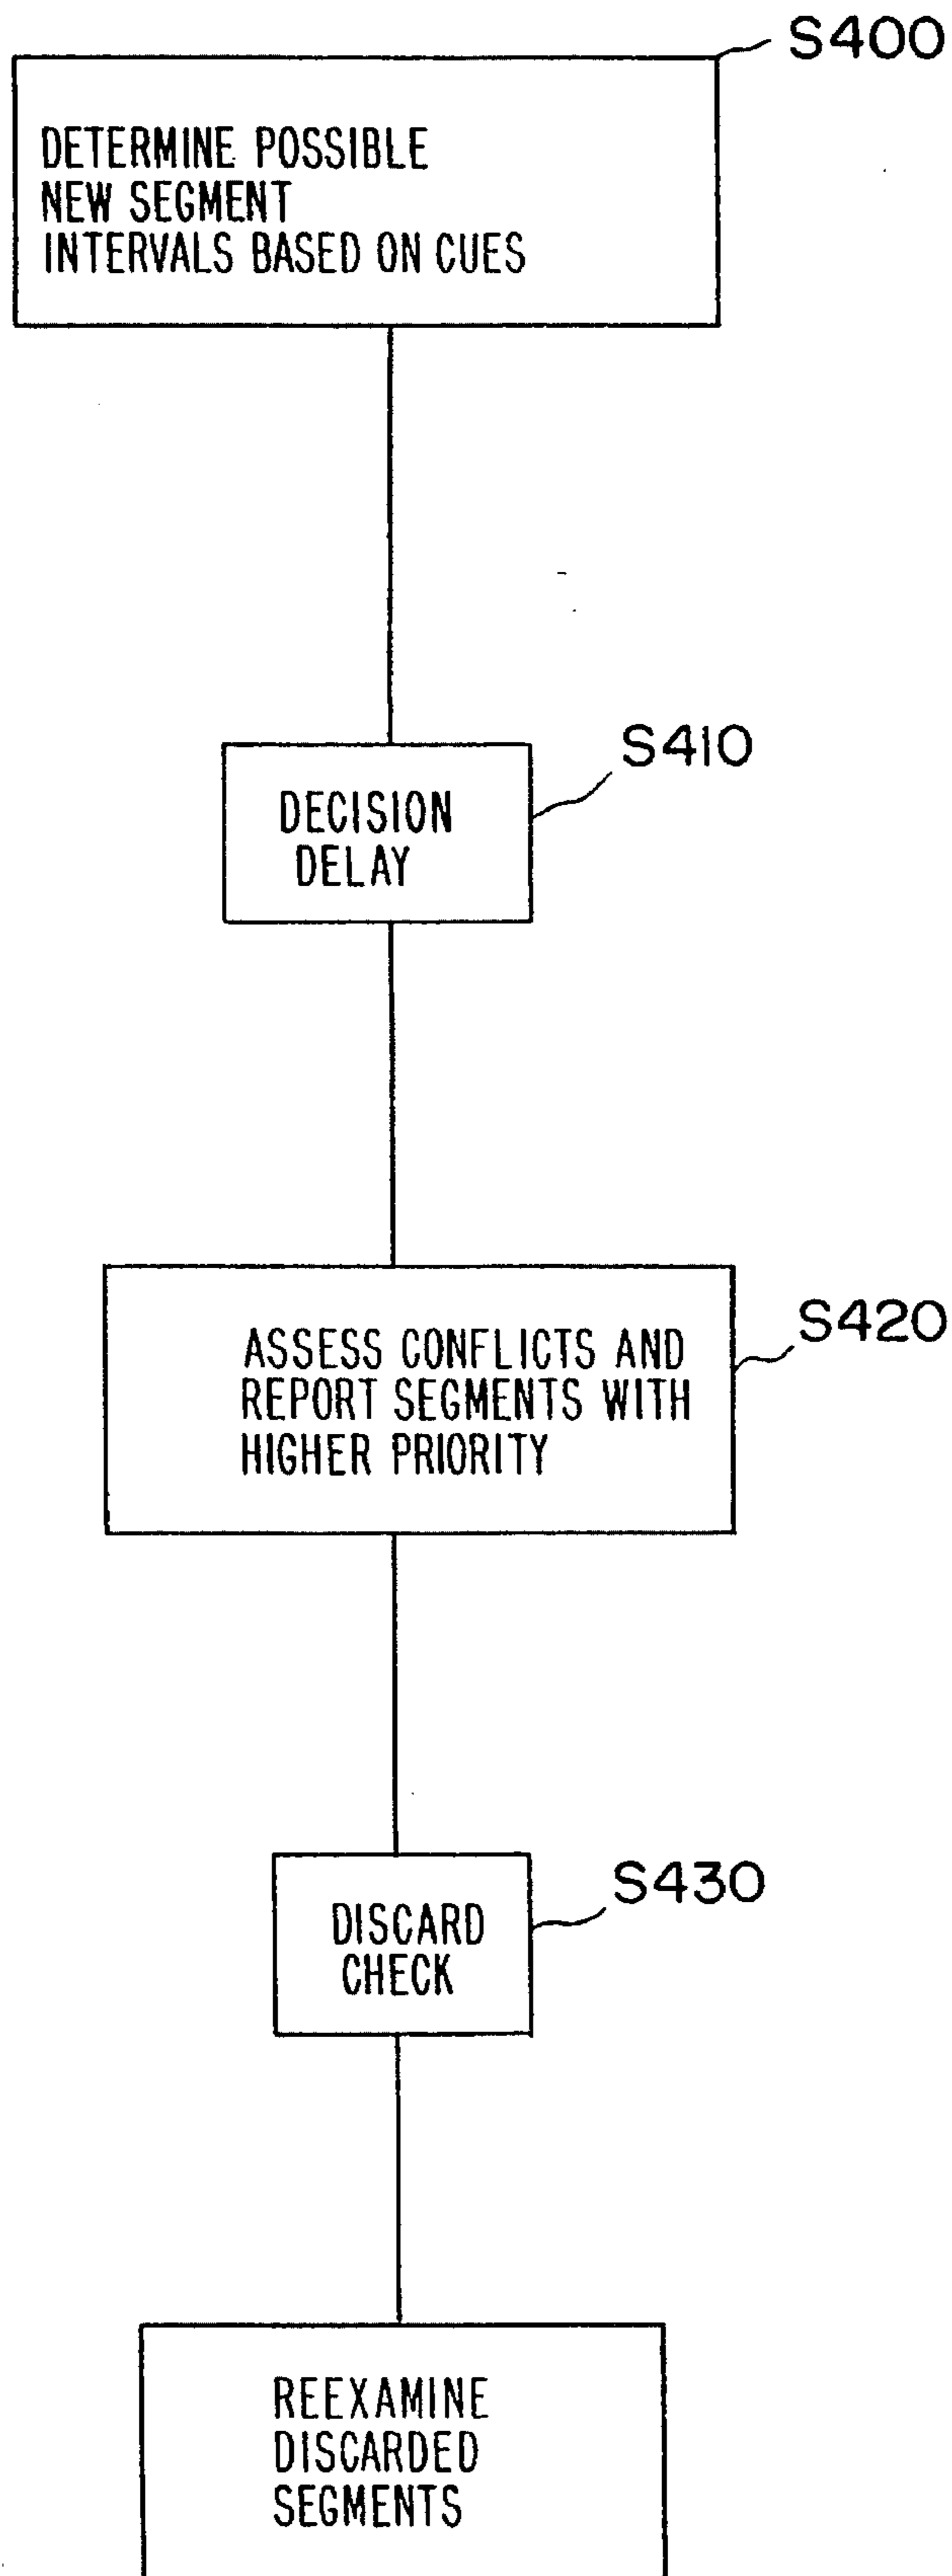 S400
DETERMINE POSSIBLE
NEW SEGMENT
INTERVALS BASED ON CUES
S410
DECISION
DELAY
S420
ASSESS CONFLICTS AND
REPORT SEGMENTS WITH
HIGHER PRIORITY
S430
DISCARD
CHECK
REEXAMINE
DISCARDED
SEGMENTS